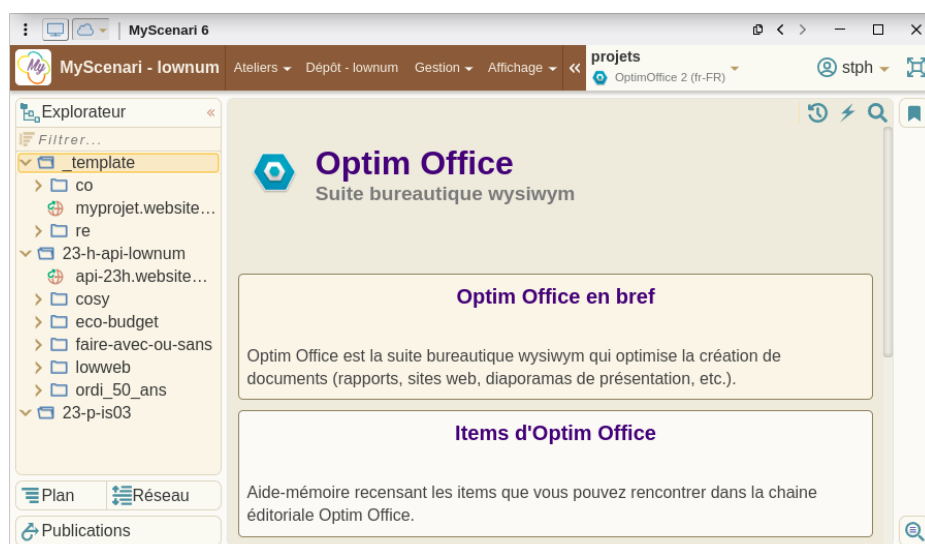 MyScenari 6
My MyScenari - lownum Ateliers Dépôt - lownum Gestion Affichage « projets OptimOffice 2 (fr-FR) stph
Explorateur «
Filtrer...
_template
co
myprojet.website...
re
23-h-api-lownum
api-23h.website...
cosy
eco-budget
faire-avec-ou-sans
lowweb
ordi_50_ans
23-p-is03
Plan Réseau
Publications
Optim Office
Suite bureautique wysiwym
Optim Office en bref
Optim Office est la suite bureautique wysiwym qui optimise la création de
documents (rapports, sites web, diaporamas de présentation, etc.).
Items d'Optim Office
Aide-mémoire recensant les items que vous pouvez rencontrer dans la chaine
éditoriale Optim Office.